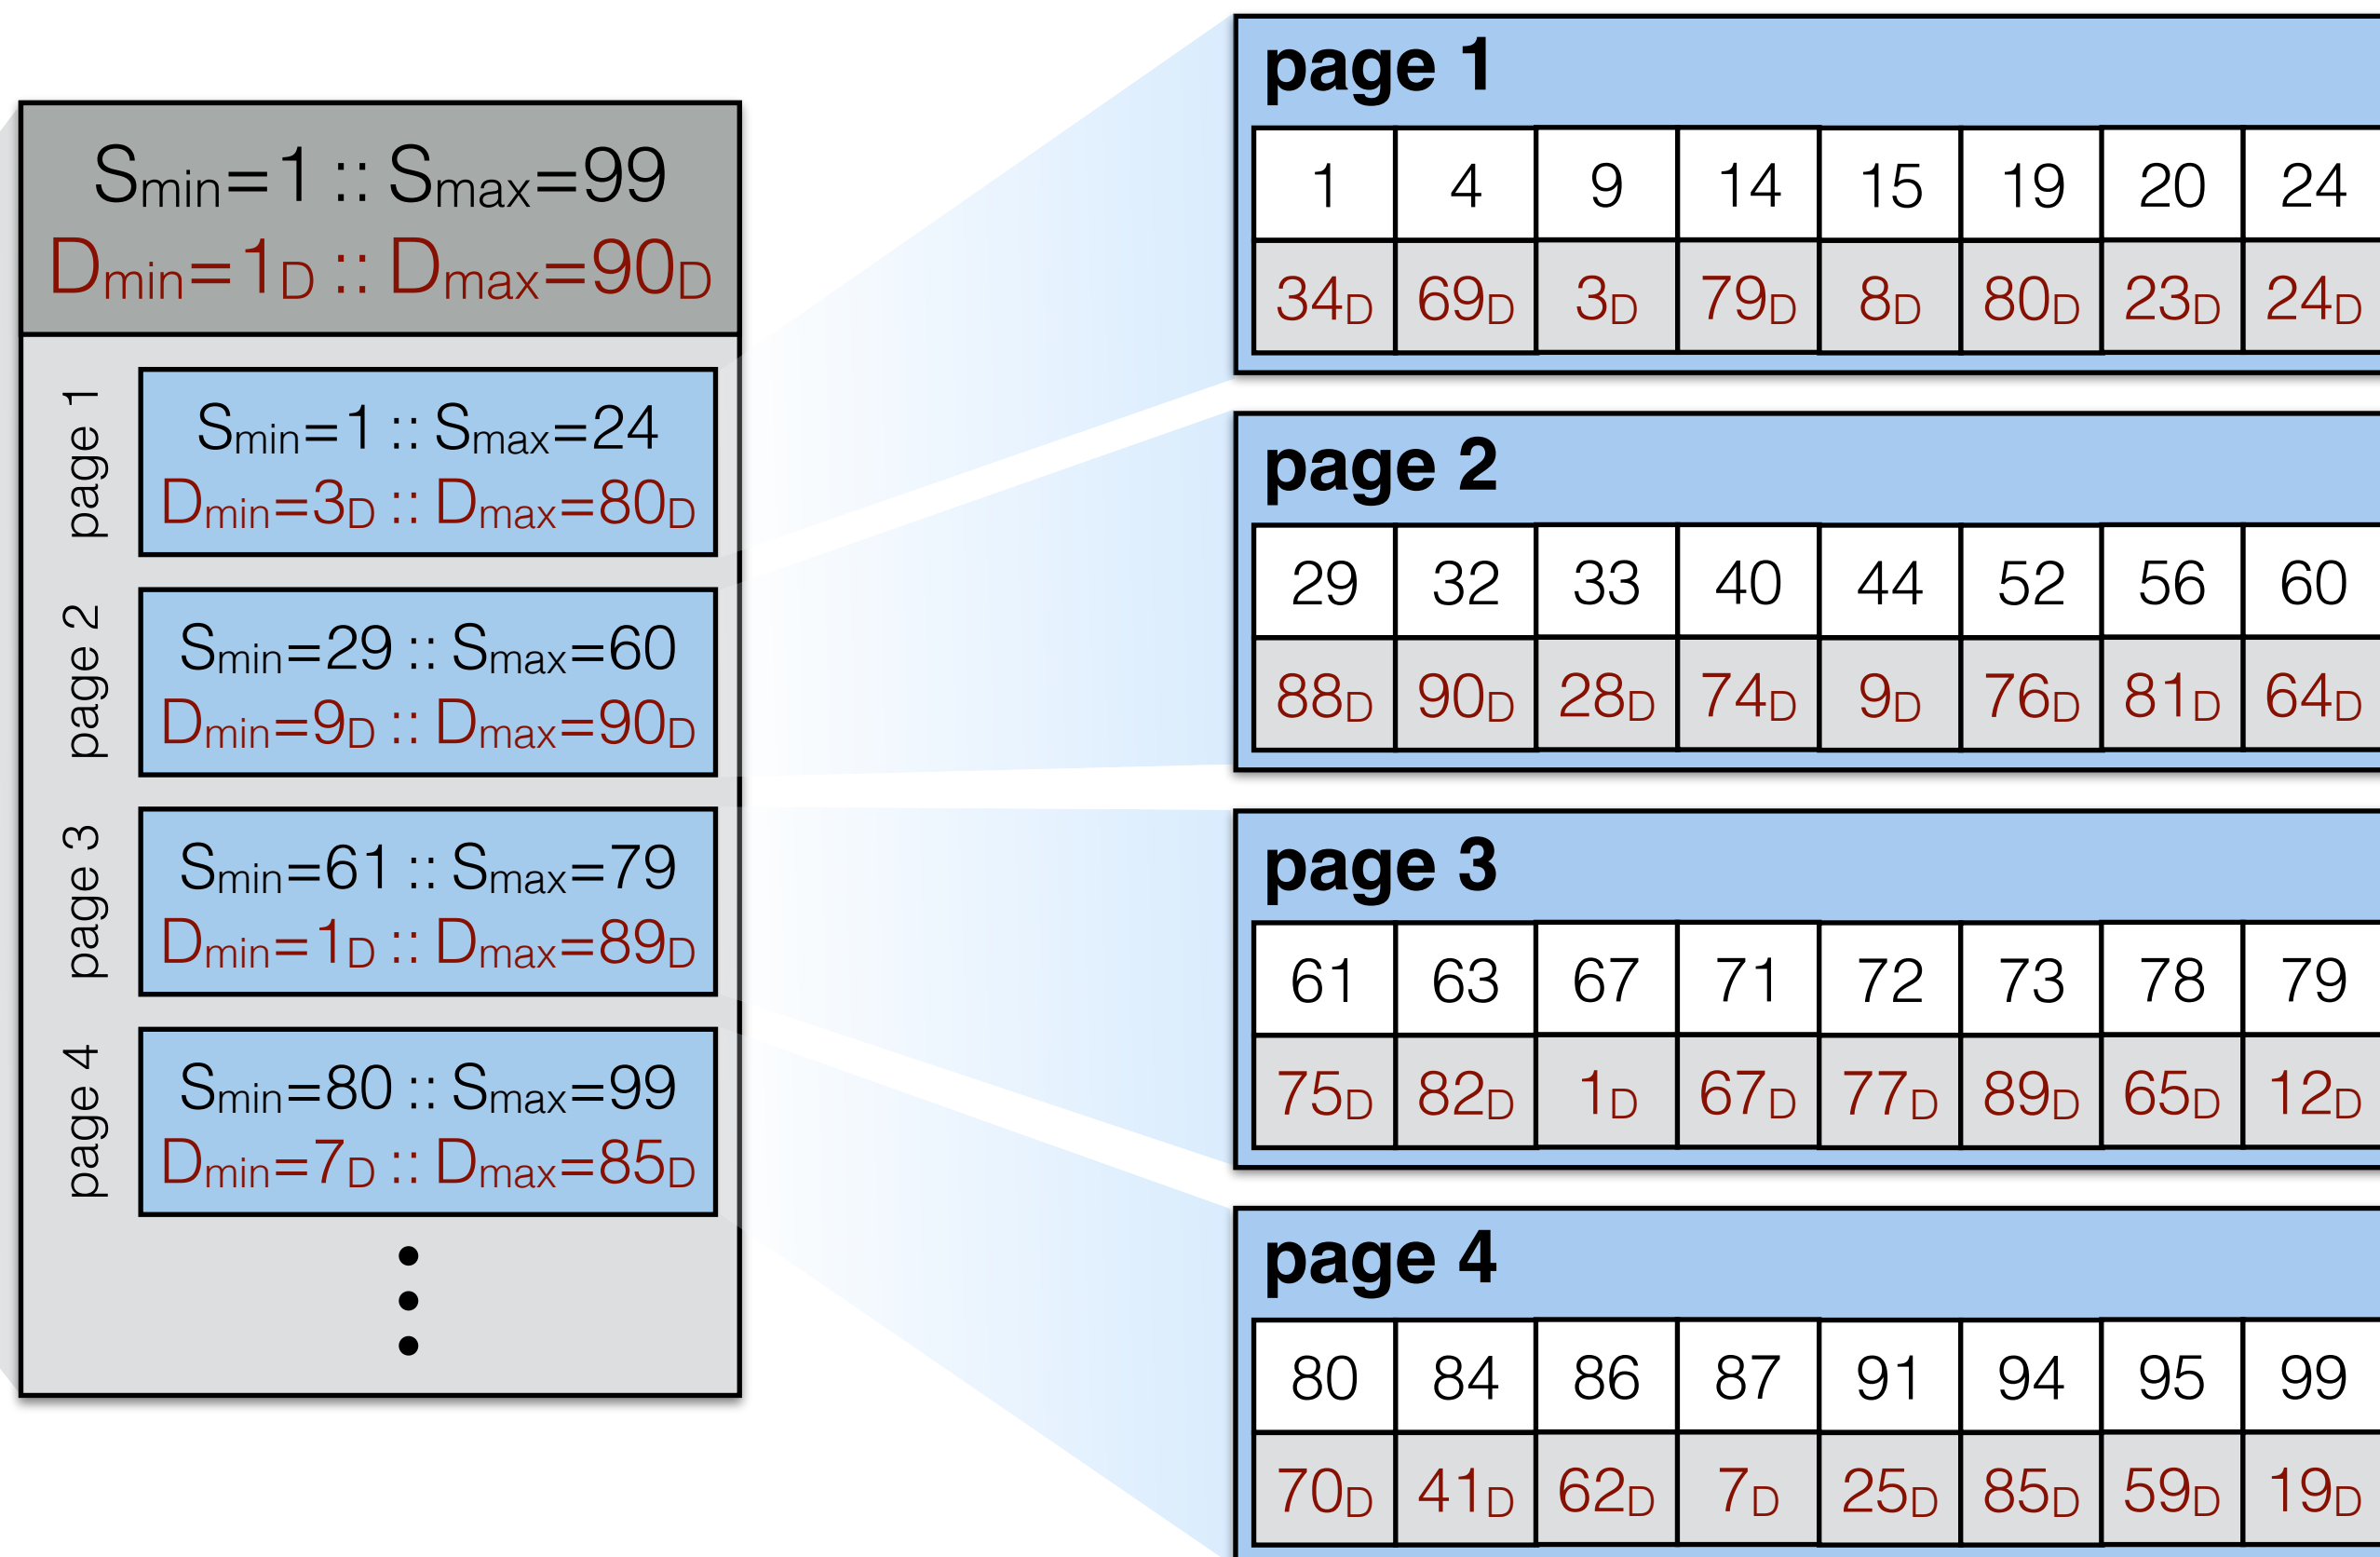 Smin=1 :: Smax=99
Dmin=1D :: Dmax=90D
page 1
Smin=1 :: Smax=24
Dmin=3D :: Dmax=80D
page 2
Smin=29 :: Smax=60
Dmin=9D :: Dmax=90D
page 3
Smin=61 :: Smax=79
Dmin=1D :: Dmax=89D
page 4
Smin=80 :: Smax=99
Dmin=7D :: Dmax=85D
page 1
1 4 9 14 15 19 20 24
34D 69D 3D 79D 8D 80D 23D 24D
page 2
29 32 33 40 44 52 56 60
88D 90D 28D 74D 9D 76D 81D 64D
page 3
61 63 67 71 72 73 78 79
75D 82D 1D 67D 77D 89D 65D 12D
page 4
80 84 86 87 91 94 95 99
70D 41D 62D 7D 25D 85D 59D 19D